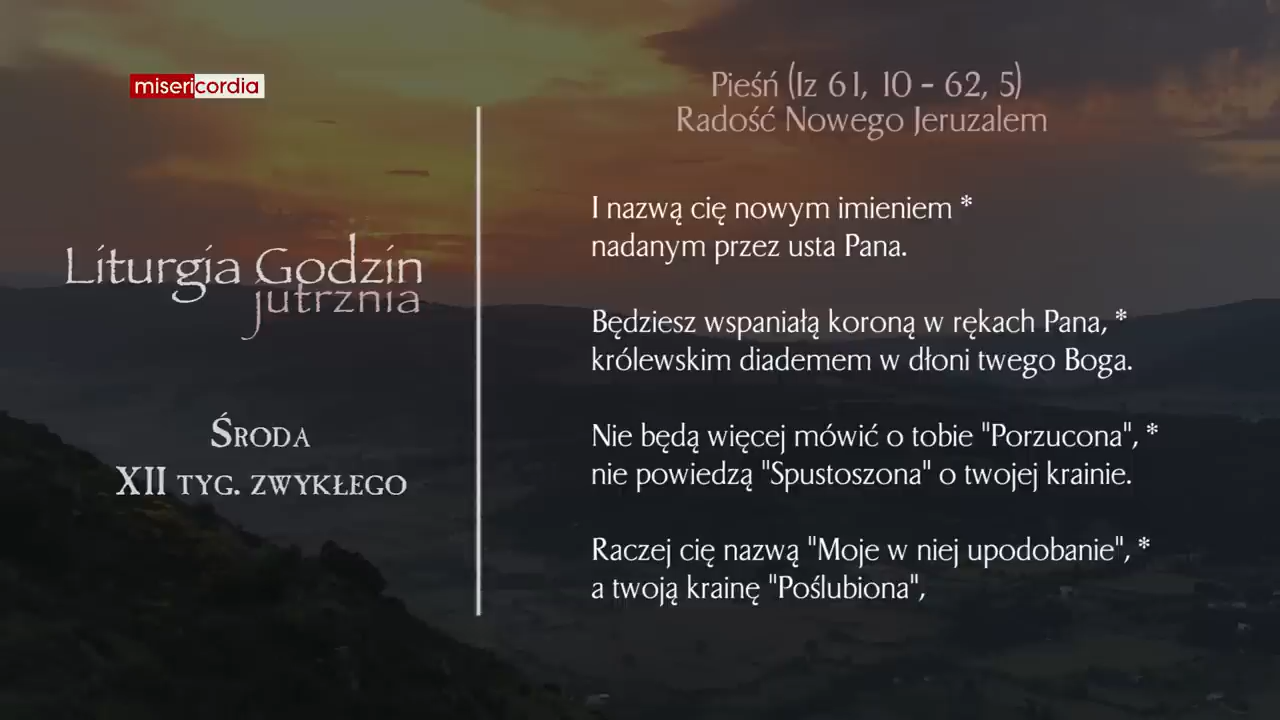 misericordia
Liturgia Godzin
jutrznia
Środa
XII tyg. zwykłego
Pieśń (Iz 61, 10 - 62, 5)
Radość Nowego Jeruzalem
I nazwą cię nowym imieniem *
nadanym przez usta Pana.
Będziesz wspaniałą koroną w rękach Pana, *
królewskim diademem w dłoni twego Boga.
Nie będą więcej mówić o tobie "Porzucona", *
nie powiedzą "Spustoszona" o twojej krainie.
Raczej cię nazwą "Moje w niej upodobanie", *
a twoją krainę "Poślubiona",